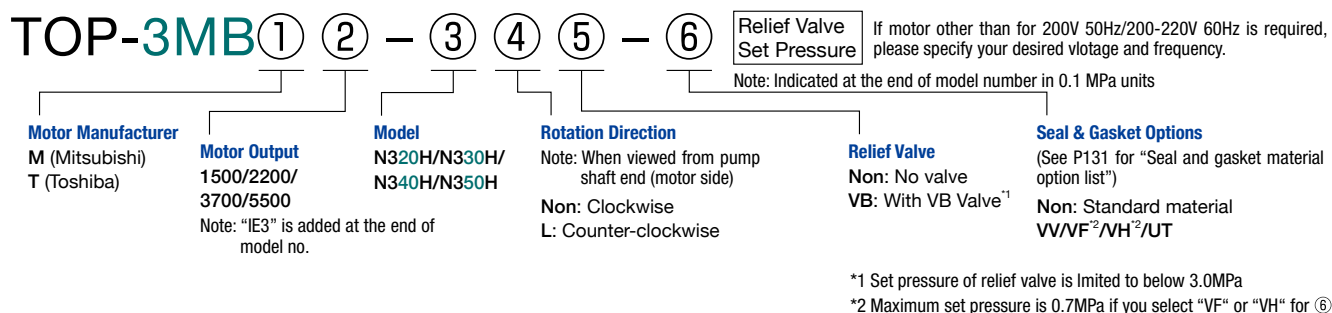 TOP-3MB① ② – ③ ④ ⑤ – ⑥
Relief Valve
Set Pressure
If motor other than for 200V 50Hz/200-220V 60Hz is required,
please specify your desired vlotage and frequency.
Note: Indicated at the end of model number in 0.1 MPa units
Motor Manufacturer
M (Mitsubishi)
T (Toshiba)
Motor Output
1500/2200/
3700/5500
Note: “IE3” is added at the end of
model no.
Model
N320H/N330H/
N340H/N350H
Rotation Direction
Note: When viewed from pump
shaft end (motor side)
Non: Clockwise
L: Counter-clockwise
Relief Valve
Non: No valve
VB: With VB Valve*1
Seal & Gasket Options
(See P131 for “Seal and gasket material
option list”)
Non: Standard material
VV/VF*2/VH*2/UT
*1 Set pressure of relief valve is lmited to below 3.0MPa
*2 Maximum set pressure is 0.7MPa if you select “VF“ or “VH“ for ⑥